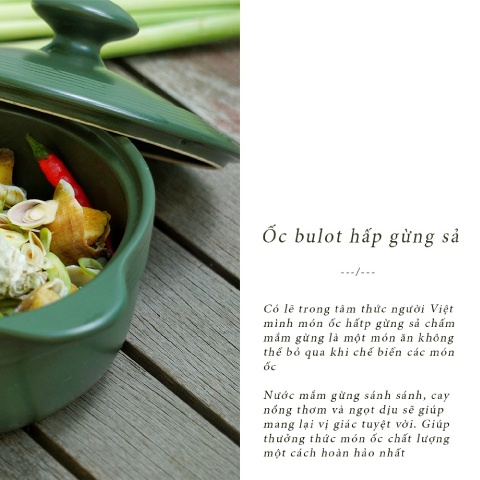 Ốc bulot hấp gừng sả
---/---
Có lẽ trong tâm thức người Việt
mình món ốc hấtp gừng sả chấm
mắm gừng là một món ăn không
thể bỏ qua khi chế biến các món
ốc
Nước mắm gừng sánh sánh, cay
nồng thơm và ngọt dịu sẽ giúp
mang lại vị giác tuyệt vời. Giúp
thưởng thức món ốc chất lượng
một cách hoàn hảo nhất